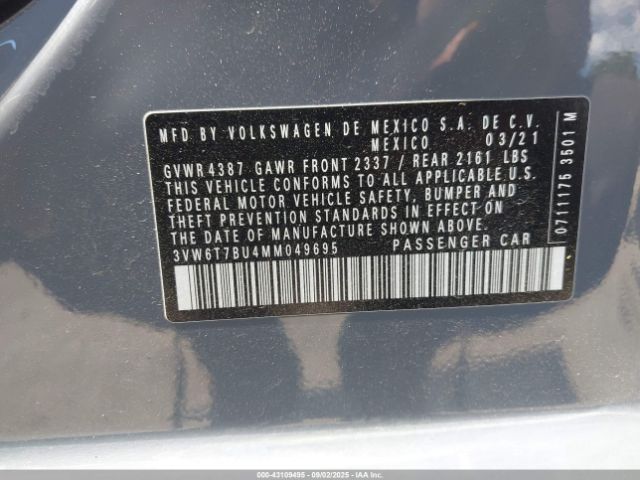 MFD BY VOLKSWAGEN DE MEXICO S.A. DE C.V.
MEXICO 03/21
GVWR 4387 GAWR FRONT 2337 / REAR 2161 LBS
THIS VEHICLE CONFORMS TO ALL APPLICABLE U.S.
FEDERAL MOTOR VEHICLE SAFETY, BUMPER AND
THEFT PREVENTION STANDARDS IN EFFECT ON THE
DATE OF MANUFACTURE SHOWN ABOVE.
3VW6T7BU4MM049695 PASSENGER CAR
07111175 3501 M
000-43109495 - 09/02/2025 - IAA Inc.